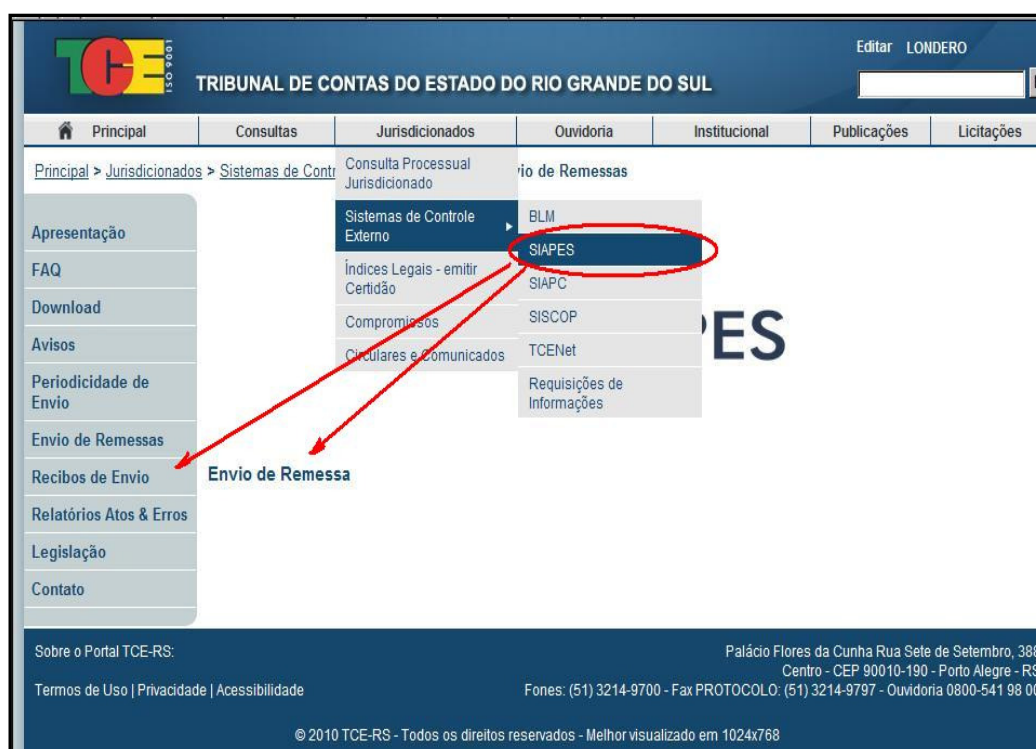 TCE ISO 9001
Editar LONDERO
TRIBUNAL DE CONTAS DO ESTADO DO RIO GRANDE DO SUL
Principal Consultas Jurisdicionados Ouvidoria Institucional Publicações Licitações
Principal > Jurisdicionados > Sistemas de Contr
io de Remessas
Consulta Processual
Jurisdicionado
Sistemas de Controle
Externo
Índices Legais - emitir
Certidão
Compromissos
Circulares e Comunicados
BLM
SIAPES
SIAPC
SISCOP
TCENet
Requisições de
Informações
PES
Apresentação
FAQ
Download
Avisos
Periodicidade de
Envio
Envio de Remessas
Recibos de Envio
Relatórios Atos & Erros
Legislação
Contato
Envio de Remessa
Sobre o Portal TCE-RS:
Termos de Uso | Privacidade | Acessibilidade
Palácio Flores da Cunha Rua Sete de Setembro, 388
Centro - CEP 90010-190 - Porto Alegre - RS
Fones: (51) 3214-9700 - Fax PROTOCOLO: (51) 3214-9797 - Ouvidoria 0800-541 98 00
© 2010 TCE-RS - Todos os direitos reservados - Melhor visualizado em 1024x768